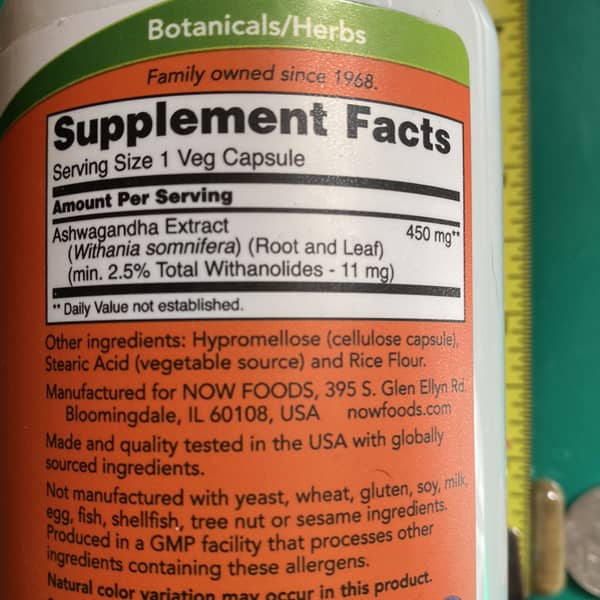 Botanicals/Herbs
Family owned since 1968.
Supplement Facts
Serving Size 1 Veg Capsule
Amount Per Serving
Ashwagandha Extract 450 mg**
(Withania somnifera) (Root and Leaf)
(min. 2.5% Total Withanolides - 11 mg)
** Daily Value not established.
Other ingredients: Hypromellose (cellulose capsule),
Stearic Acid (vegetable source) and Rice Flour.
Manufactured for NOW FOODS, 395 S. Glen Ellyn Rd.
Bloomingdale, IL 60108, USA nowfoods.com
Made and quality tested in the USA with globally
sourced ingredients.
Not manufactured with yeast, wheat, gluten, soy, milk,
egg, fish, shellfish, tree nut or sesame ingredients.
Produced in a GMP facility that processes other
ingredients containing these allergens.
Natural color variation may occur in this product.